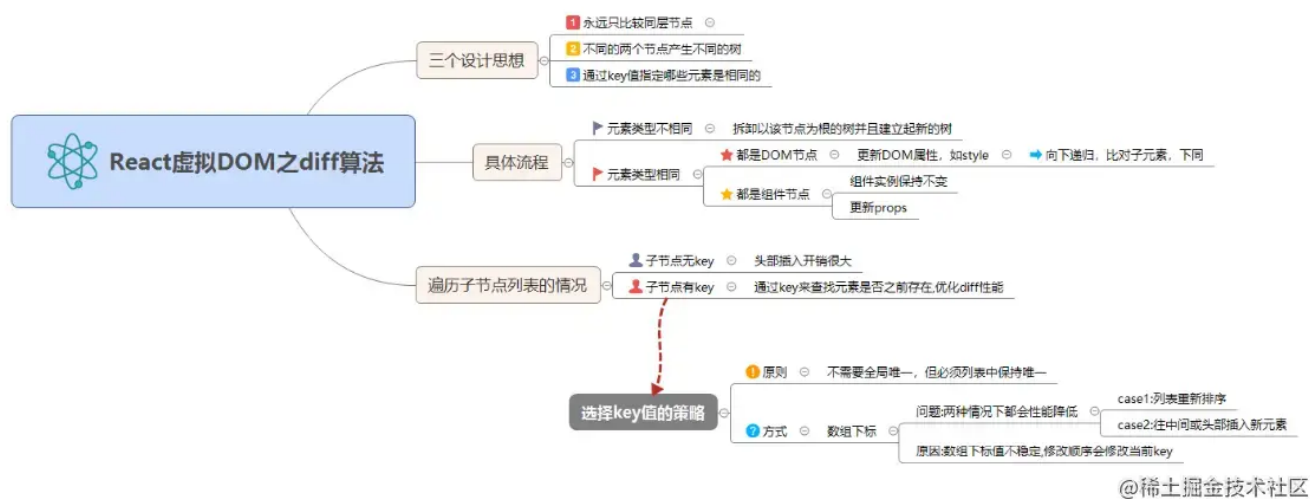 React虚拟DOM之diff算法
三个设计思想
1 永远只比较同层节点
2 不同的两个节点产生不同的树
3 通过key值指定哪些元素是相同的
具体流程
元素类型不相同
拆卸以该节点为根的树并且建立起新的树
元素类型相同
都是DOM节点
更新DOM属性，如style
向下递归，比对子元素，下同
都是组件节点
组件实例保持不变
更新props
遍历子节点列表的情况
子节点无key
头部插入开销很大
子节点有key
通过key来查找元素是否之前存在,优化diff性能
选择key值的策略
原则
不需要全局唯一，但必须列表中保持唯一
方式
数组下标
问题:两种情况下都会性能降低
case1:列表重新排序
case2:往中间或头部插入新元素
原因:数组下标值不稳定,修改顺序会修改当前key
@稀土掘金技术社区